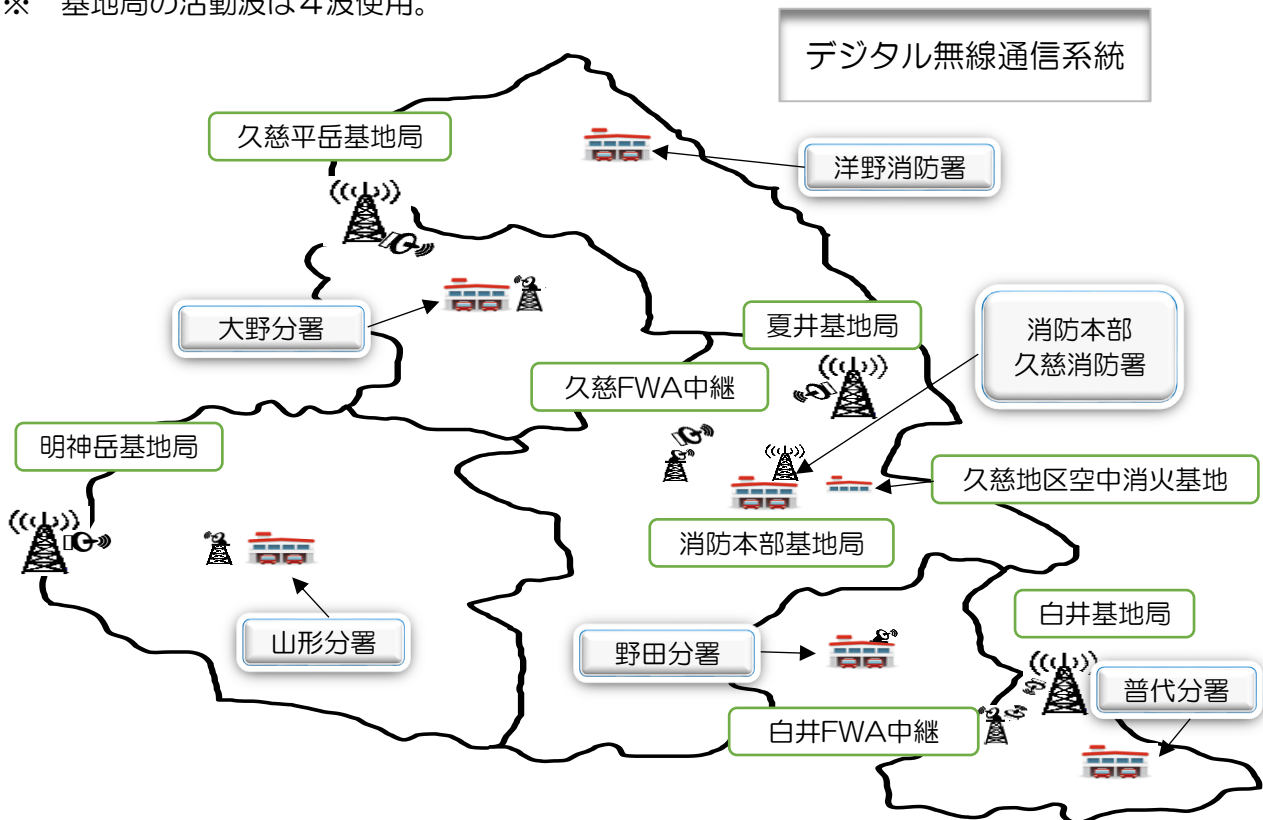 ※　基地局の活動波は４波使用。
デジタル無線通信系統
久慈平岳基地局
洋野消防署
大野分署
夏井基地局
消防本部
久慈消防署
久慈FWA中継
明神岳基地局
久慈地区空中消火基地
消防本部基地局
白井基地局
山形分署
野田分署
普代分署
白井FWA中継